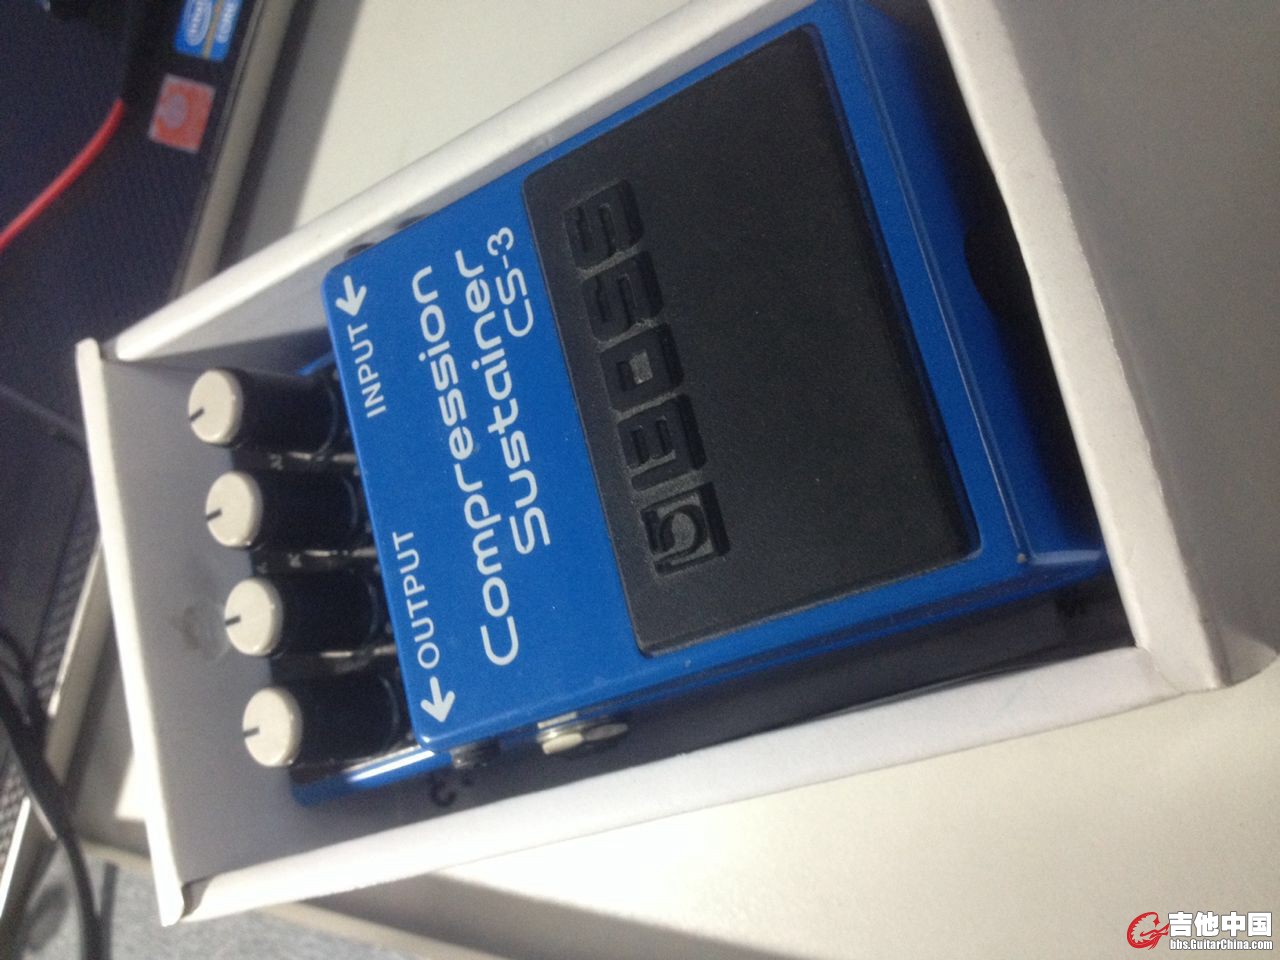 INPUT
OUTPUT
Compression
Sustainer
CS-3
BOSS
吉他中国
bbs.GuitarChina.com